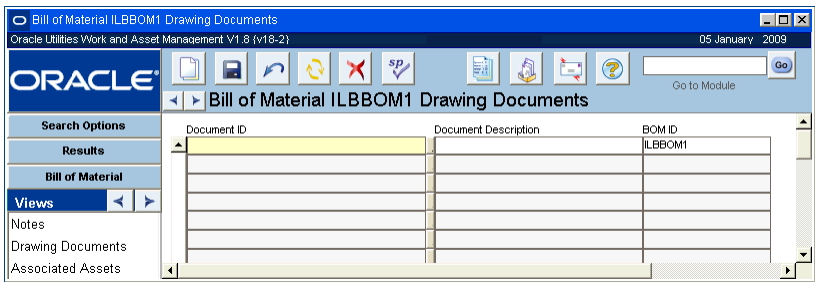 Bill of Material ILBBOM1 Drawing Documents
Oracle Utilities Work and Asset Management V1.8 {v18-2}
05 January 2009
ORACLE
sp
Go
Go to Module
Bill of Material ILBBOM1 Drawing Documents
Search Options
Results
Bill of Material
Views
Notes
Drawing Documents
Associated Assets
Document ID
Document Description
BOM ID
ILBBOM1